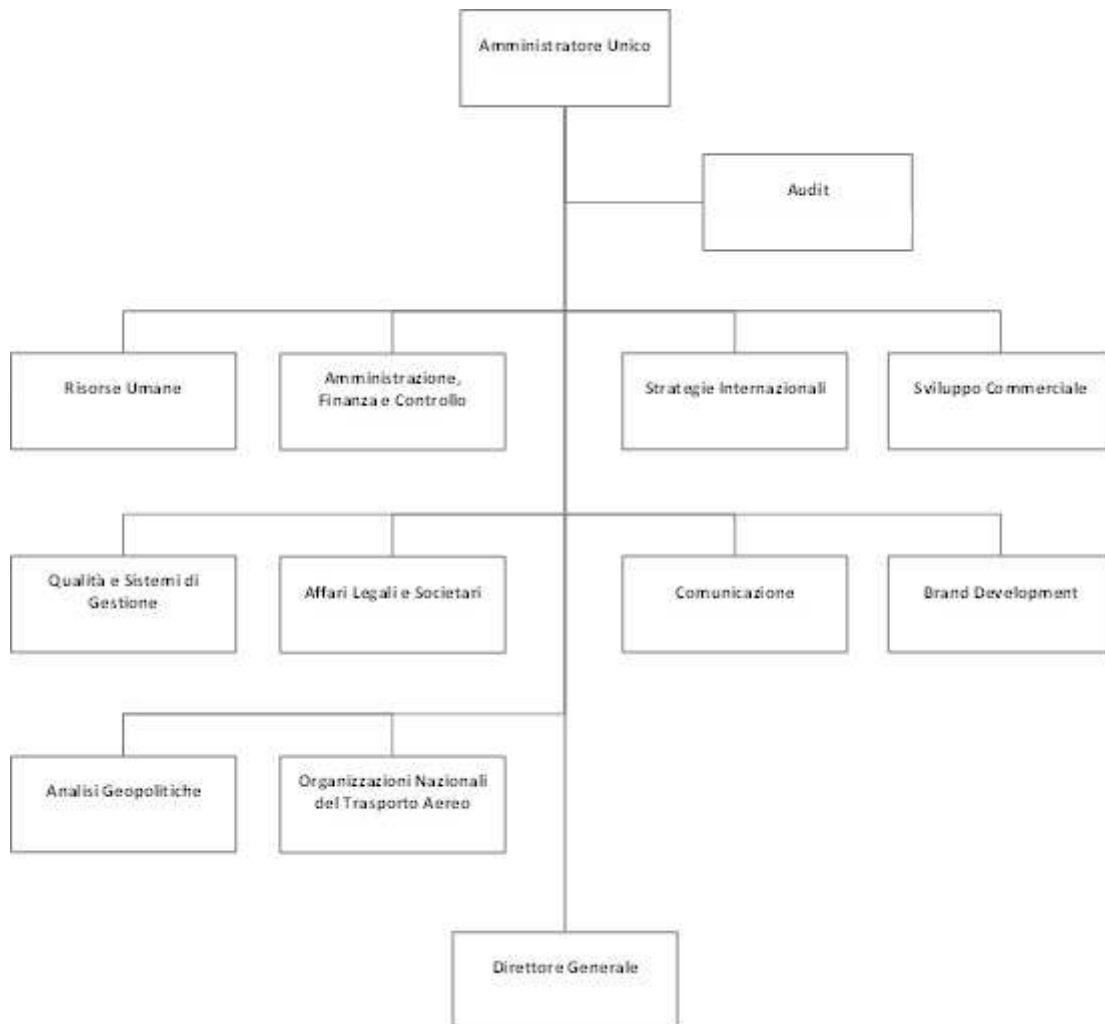 Amministratore Unico
Audit
Risorse Umane
Amministrazione,
Finanza e Controllo
Strategie Internazionali
Sviluppo Commerciale
Qualità e Sistemi di
Gestione
Affari Legali e Societari
Comunicazione
Brand Development
Analisi Geopolitiche
Organizzazioni Nazionali
del Trasporto Aereo
Direttore Generale